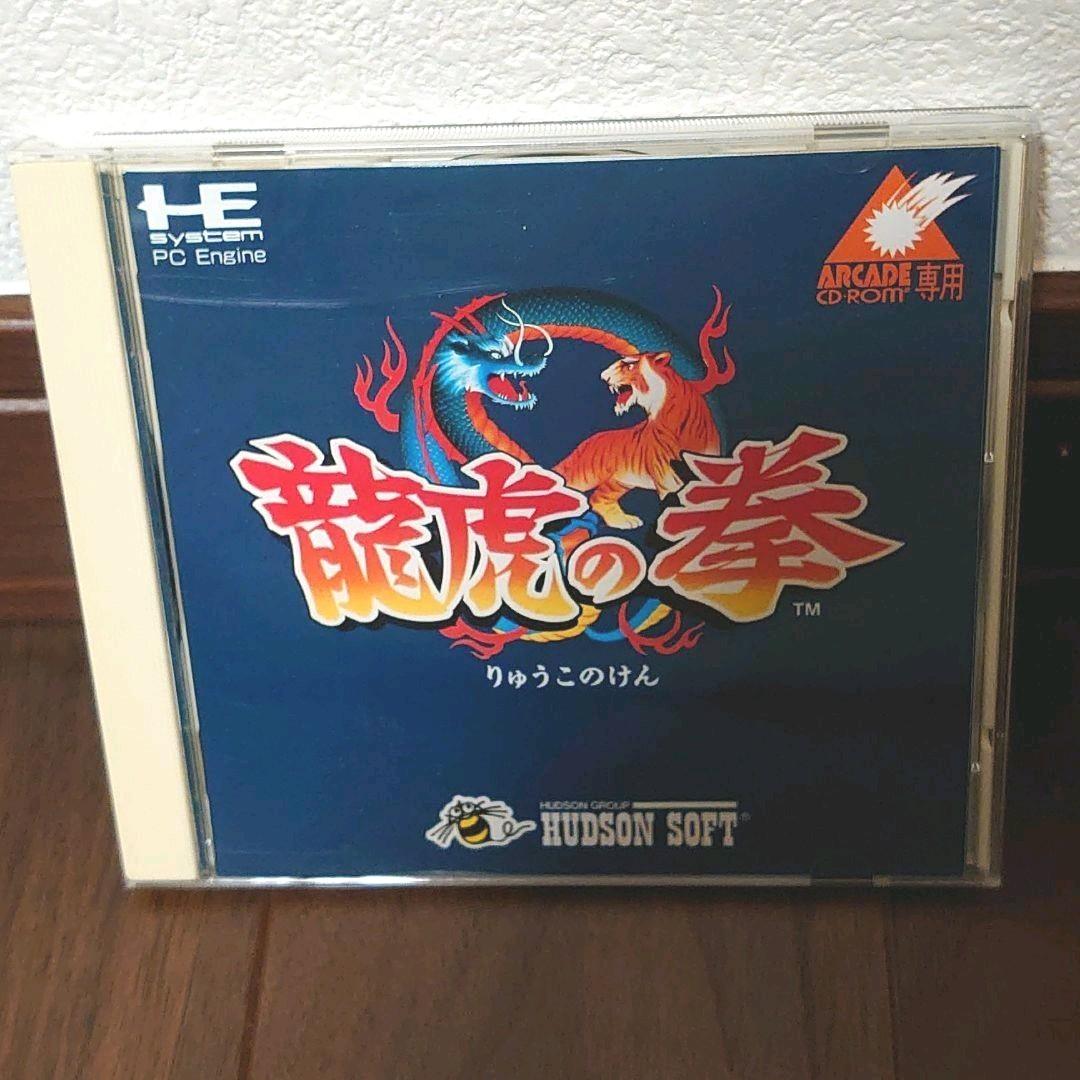 HE
system
PC Engine
ARCADE
CD-ROM² 専用
龍虎の拳
TM
りゅうこのけん
HUDSON GROUP
HUDSON SOFT®